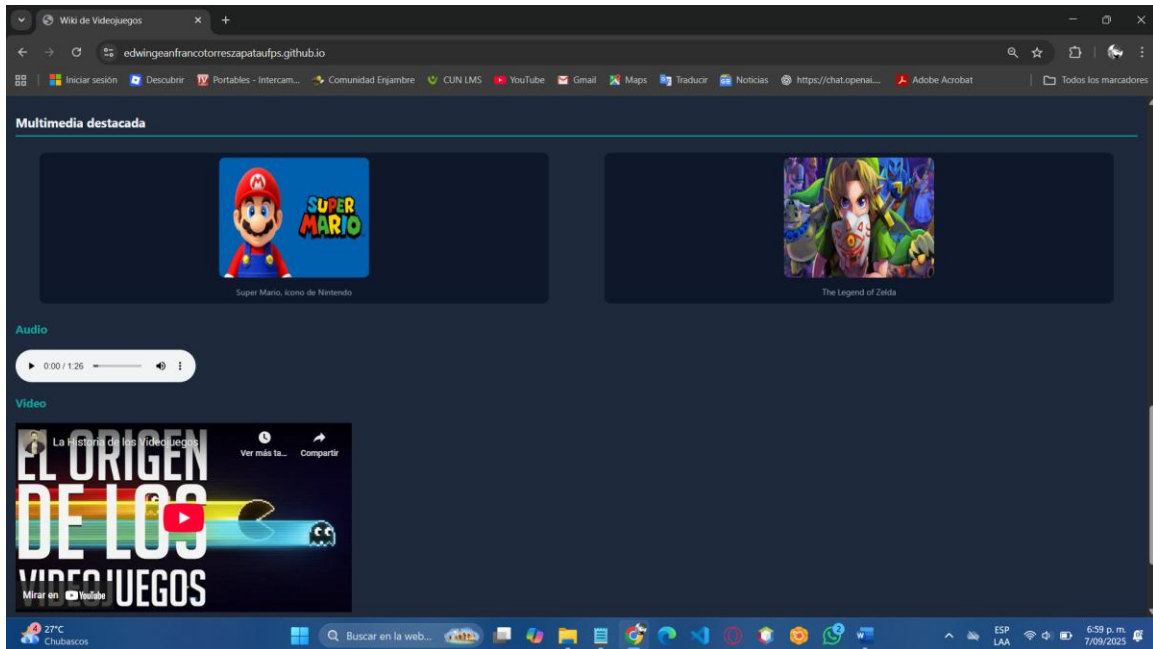 Wiki de Videojuegos
edwingeanfrancotorreszapataufps.github.io
Iniciar sesión Descubrir Portables - Intercam... Comunidad Enjambre CUN LMS YouTube Gmail Maps Traducir Noticias https://chat.openai.... Adobe Acrobat Todos los marcadores
Multimedia destacada
SUPER
MARIO
Super Mario, ícono de Nintendo
The Legend of Zelda
Audio
0:00 / 1:26
Video
La Historia de los Videojuegos
Ver más ta... Compartir
EL ORIGEN
DE LOS
VIDEOJUEGOS
Mirar en YouTube
4 27°C
Chubascos
Buscar en la web...
2
ESP
LAA
6:59 p. m.
7/09/2025